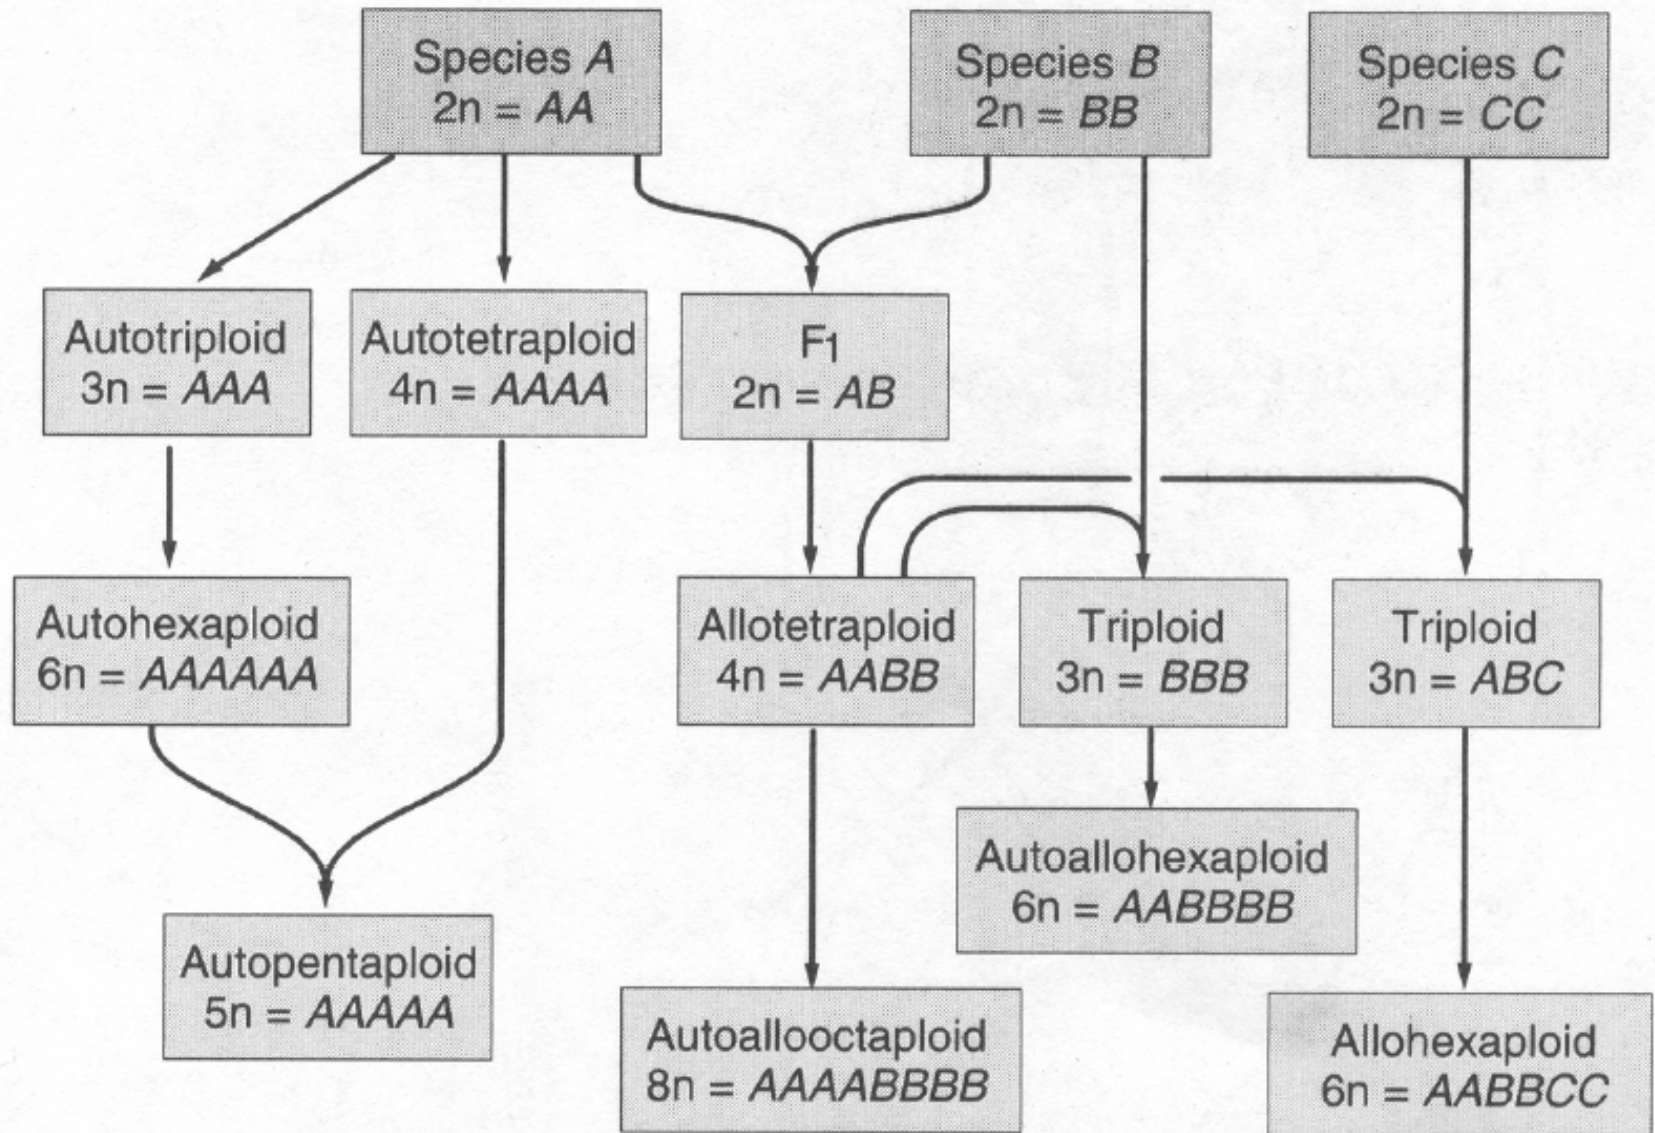 Species A
2n = AA
Species B
2n = BB
Species C
2n = CC
Autotriploid
3n = AAA
Autotetraploid
4n = AAAA
F1
2n = AB
Autohexaploid
6n = AAAAAA
Allotetraploid
4n = AABB
Triploid
3n = BBB
Triploid
3n = ABC
Autoallohexaploid
6n = AABBBB
Autopentaploid
5n = AAAAA
Autoallooctaploid
8n = AAAABBBB
Allohexaploid
6n = AABBCC